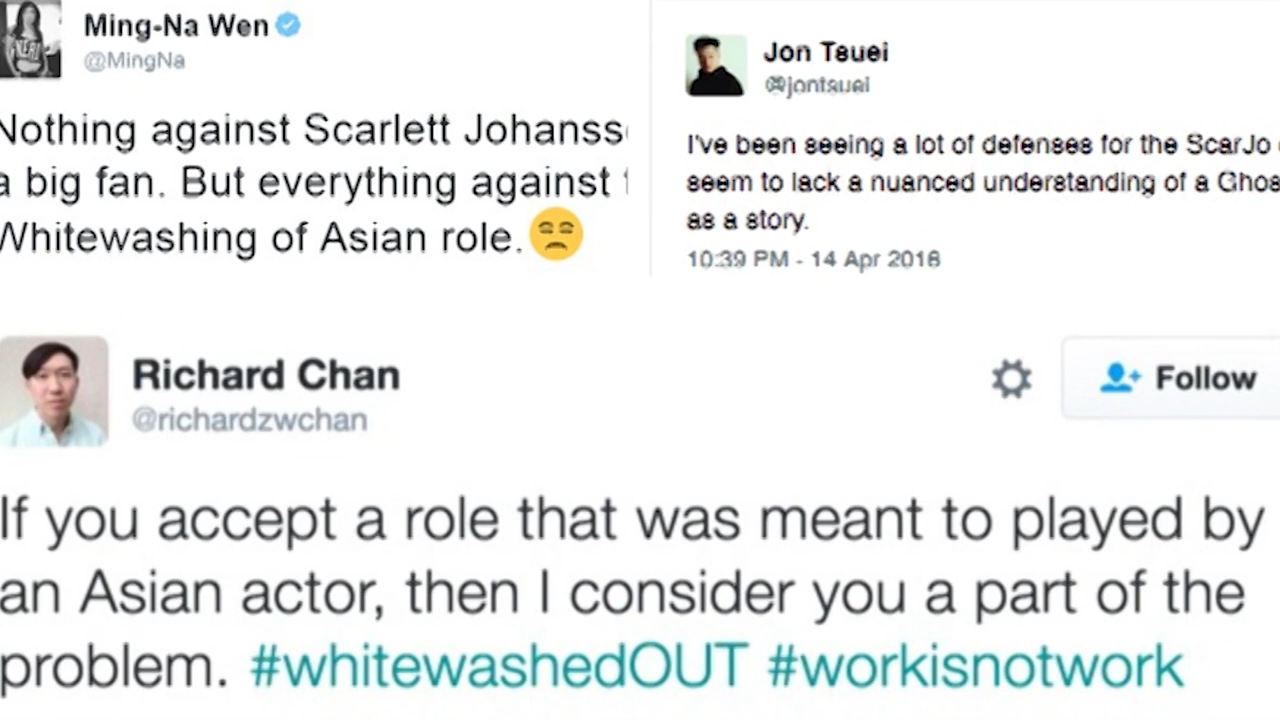 Ming-Na Wen
@MingNa
Nothing against Scarlett Johanss
a big fan. But everything against
Whitewashing of Asian role.
Jon Tsuei
@jontsuei
I've been seeing a lot of defenses for the ScarJo
seem to lack a nuanced understanding of a Ghos
as a story.
10:39 PM - 14 Apr 2016
Richard Chan
@richardzwchan
Follow
If you accept a role that was meant to played by
an Asian actor, then I consider you a part of the
problem. #whitewashedOUT #workisnotwork